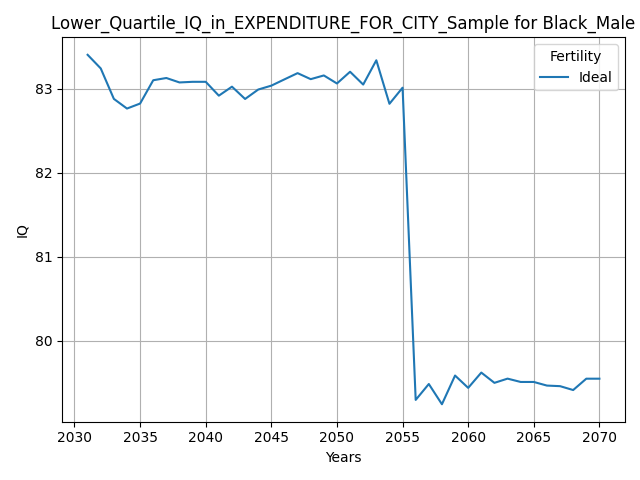 Lower_Quartile_IQ_in_EXPENDITURE_FOR_CITY_Sample for Black_Male
Fertility
Ideal
83
82
81
80
IQ
2030 2035 2040 2045 2050 2055 2060 2065 2070
Years